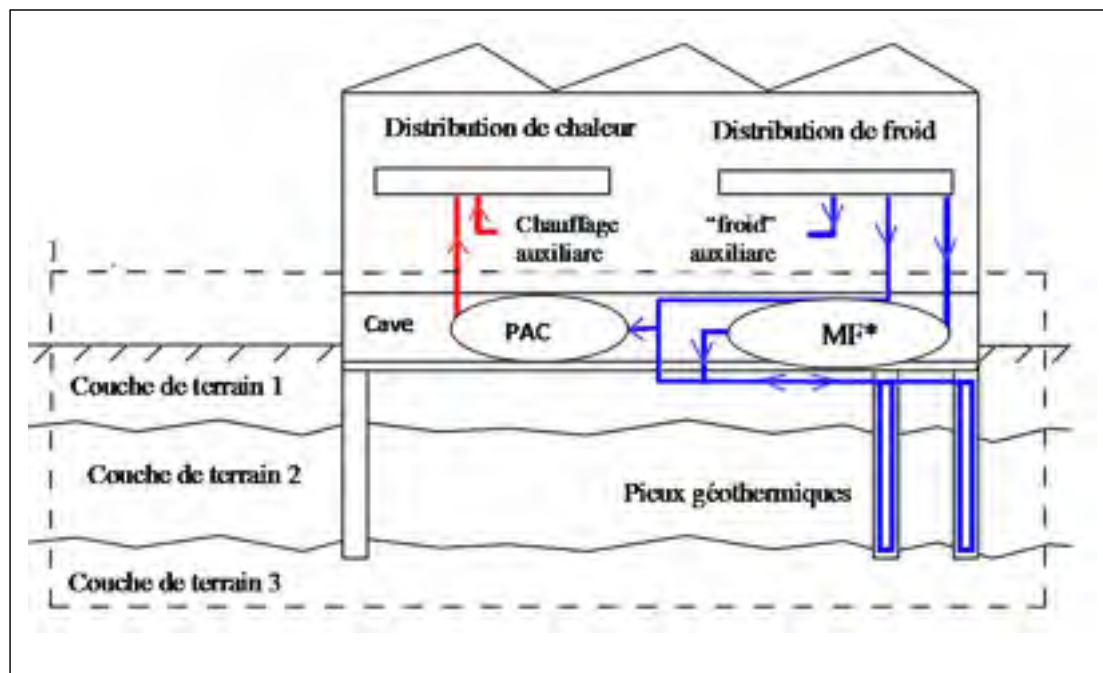 Distribution de chaleur
Distribution de froid
Chauffage
auxiliare
“froid”
auxiliare
Cave
PAC
MF*
Couche de terrain 1
Couche de terrain 2
Pieux géothermiques
Couche de terrain 3